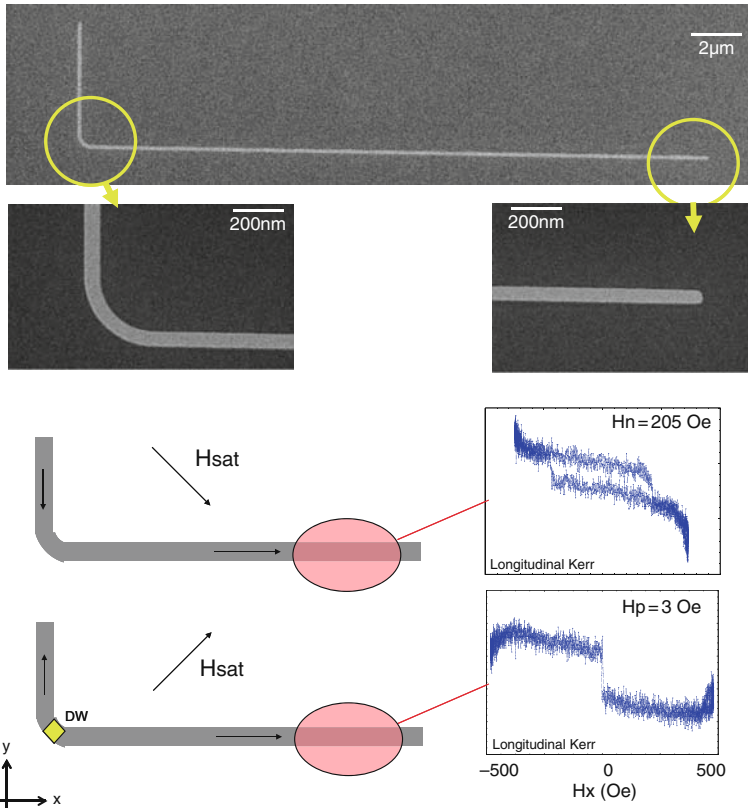 2μm
200nm
200nm
Hsat
Hn=205 Oe
Longitudinal Kerr
Hsat
DW
Hp=3 Oe
Longitudinal Kerr
y
x
−500
0
500
Hx (Oe)